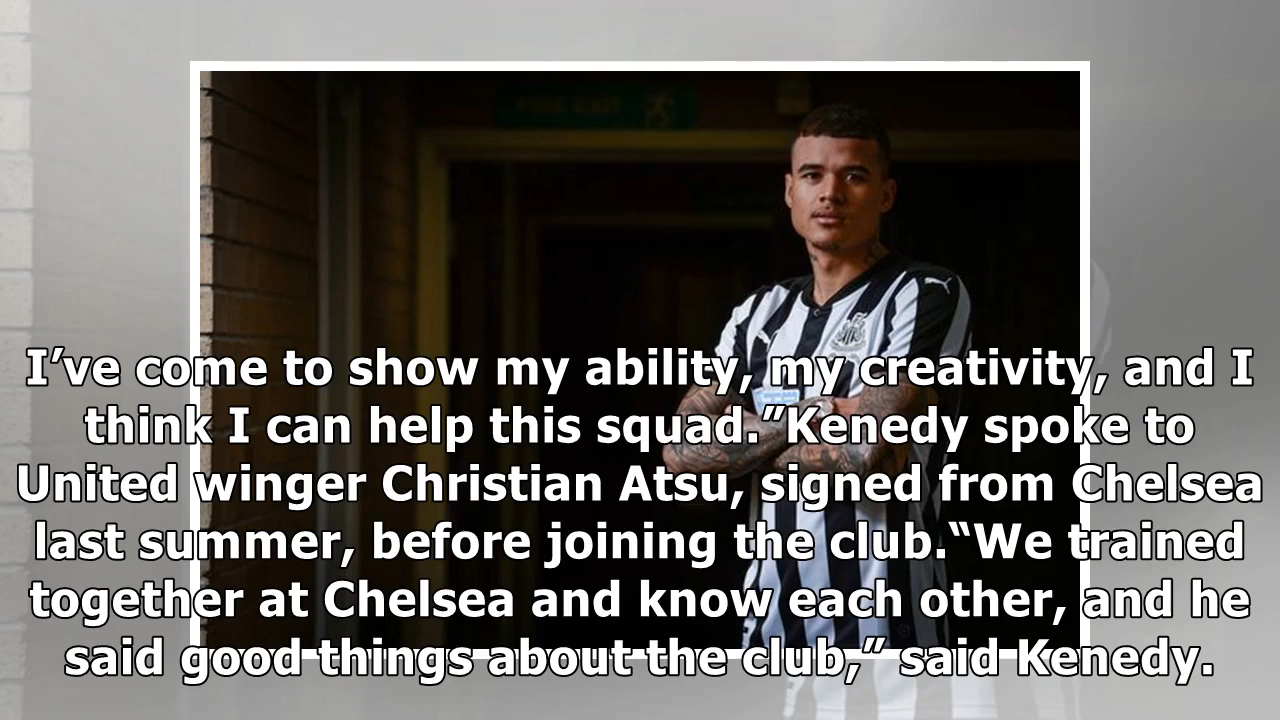 FIRE EXIT
I’ve come to show my ability, my creativity, and I
think I can help this squad.”Kenedy spoke to
United winger Christian Atsu, signed from Chelsea
last summer, before joining the club.“We trained
together at Chelsea and know each other, and he
said good things about the club,” said Kenedy.